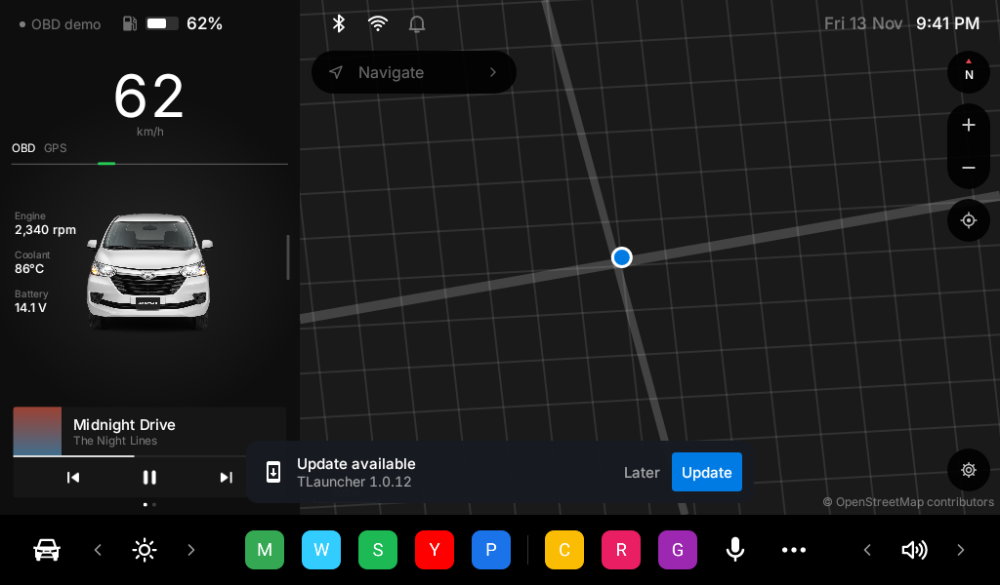 OBD demo
62%
Fri 13 Nov
9:41 PM
62
km/h
OBD GPS
Navigate
N
Engine
2,340 rpm
Coolant
86°C
Battery
14.1 V
Midnight Drive
The Night Lines
Update available
TLauncher 1.0.12
Later
Update
© OpenStreetMap contributors
M
W
S
Y
P
C
R
G